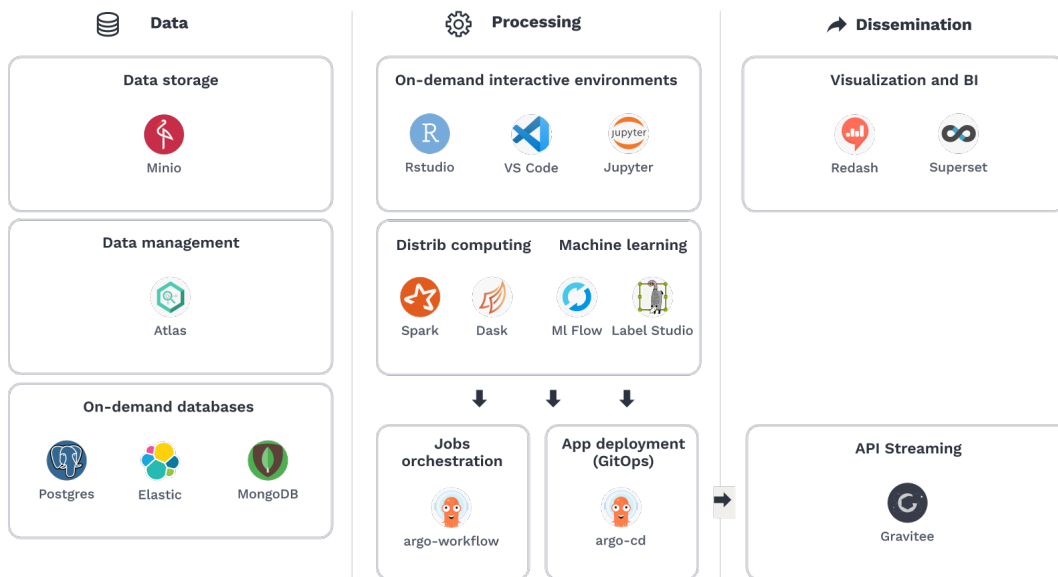 Data
Data storage
Minio
Data management
Atlas
On-demand databases
Postgres
Elastic
MongoDB
Processing
On-demand interactive environments
R
Rstudio
VS Code
jupyter
Jupyter
Distrib computing
Machine learning
Spark
Dask
Ml Flow
Label Studio
Jobs
orchestration
argo-workflow
App deployment
(GitOps)
argo-cd
Dissemination
Visualization and BI
Redash
Superset
API Streaming
Gravitee